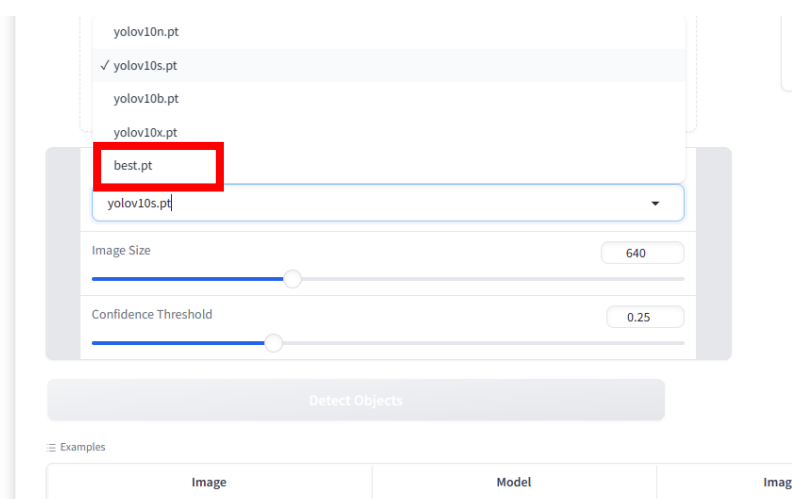 yolov10n.pt
✓ yolov10s.pt
yolov10b.pt
yolov10x.pt
best.pt
yolov10s.pt
Image Size 640
Confidence Threshold 0.25
Detect Objects
Examples
Image Model Imag